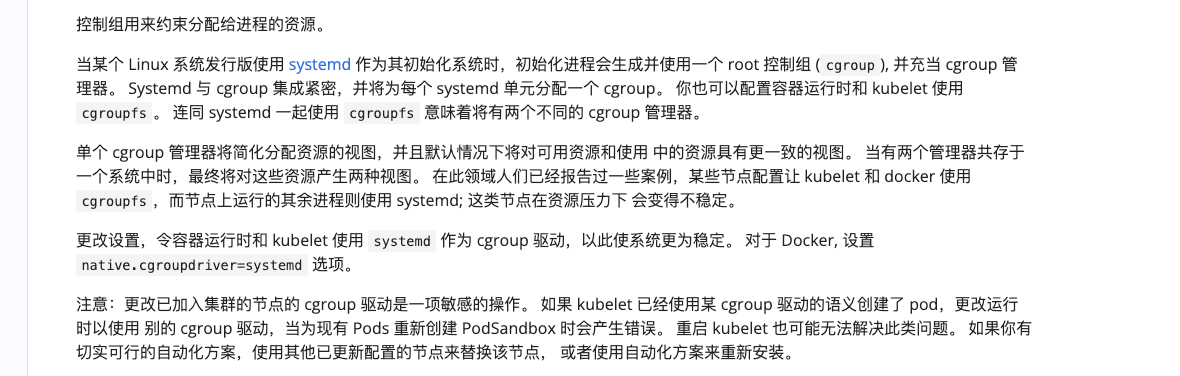 控制组用来约束分配给进程的资源。
当某个 Linux 系统发行版使用 systemd 作为其初始化系统时，初始化进程会生成并使用一个 root 控制组 ( cgroup ), 并充当 cgroup 管
理器。 Systemd 与 cgroup 集成紧密，并将为每个 systemd 单元分配一个 cgroup。 你也可以配置容器运行时和 kubelet 使用
cgroupfs 。 连同 systemd 一起使用 cgroupfs 意味着将有两个不同的 cgroup 管理器。
单个 cgroup 管理器将简化分配资源的视图，并且默认情况下将对可用资源和使用 中的资源具有更一致的视图。 当有两个管理器共存于
一个系统中时，最终将对这些资源产生两种视图。 在此领域人们已经报告过一些案例，某些节点配置让 kubelet 和 docker 使用
cgroupfs ，而节点上运行的其余进程则使用 systemd; 这类节点在资源压力下 会变得不稳定。
更改设置，令容器运行时和 kubelet 使用 systemd 作为 cgroup 驱动，以此使系统更为稳定。 对于 Docker, 设置
native.cgroupdriver=systemd 选项。
注意：更改已加入集群的节点的 cgroup 驱动是一项敏感的操作。 如果 kubelet 已经使用某 cgroup 驱动的语义创建了 pod，更改运行
时以使用 别的 cgroup 驱动，当为现有 Pods 重新创建 PodSandbox 时会产生错误。 重启 kubelet 也可能无法解决此类问题。 如果你有
切实可行的自动化方案，使用其他已更新配置的节点来替换该节点， 或者使用自动化方案来重新安装。